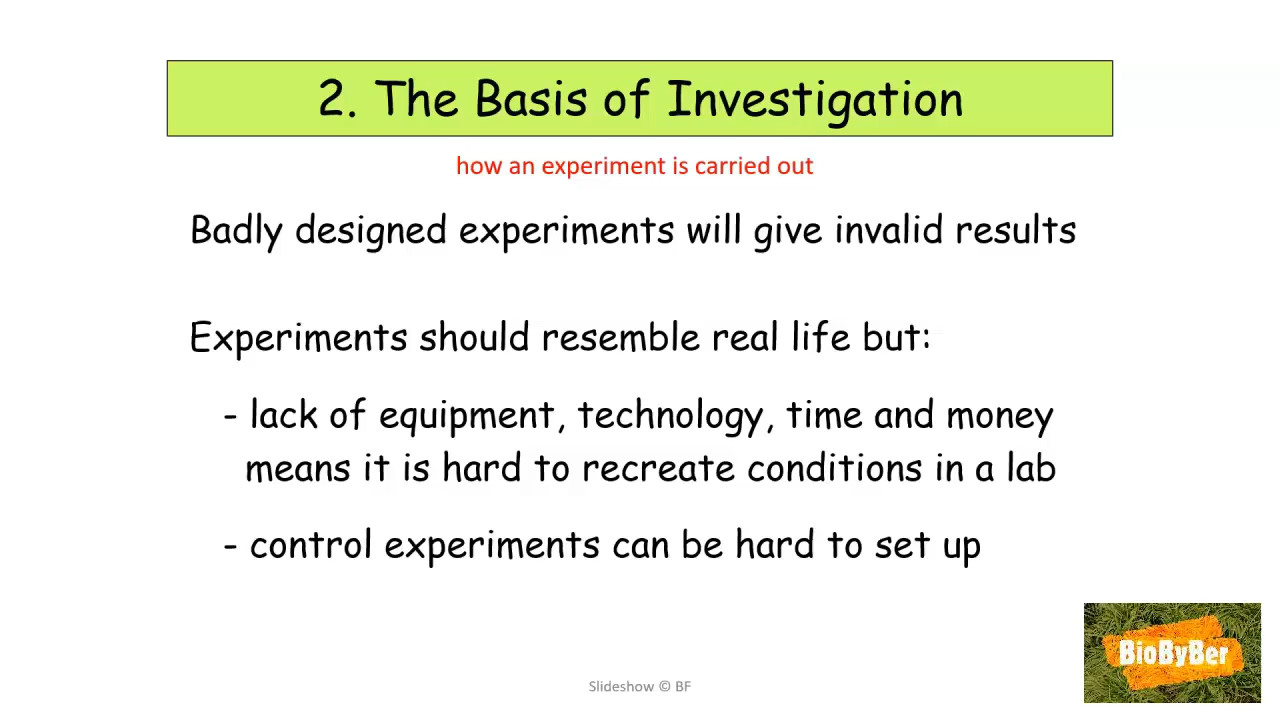 2. The Basis of Investigation
how an experiment is carried out
Badly designed experiments will give invalid results
Experiments should resemble real life but:
- lack of equipment, technology, time and money
means it is hard to recreate conditions in a lab
- control experiments can be hard to set up
BioByBer
Slideshow © BF